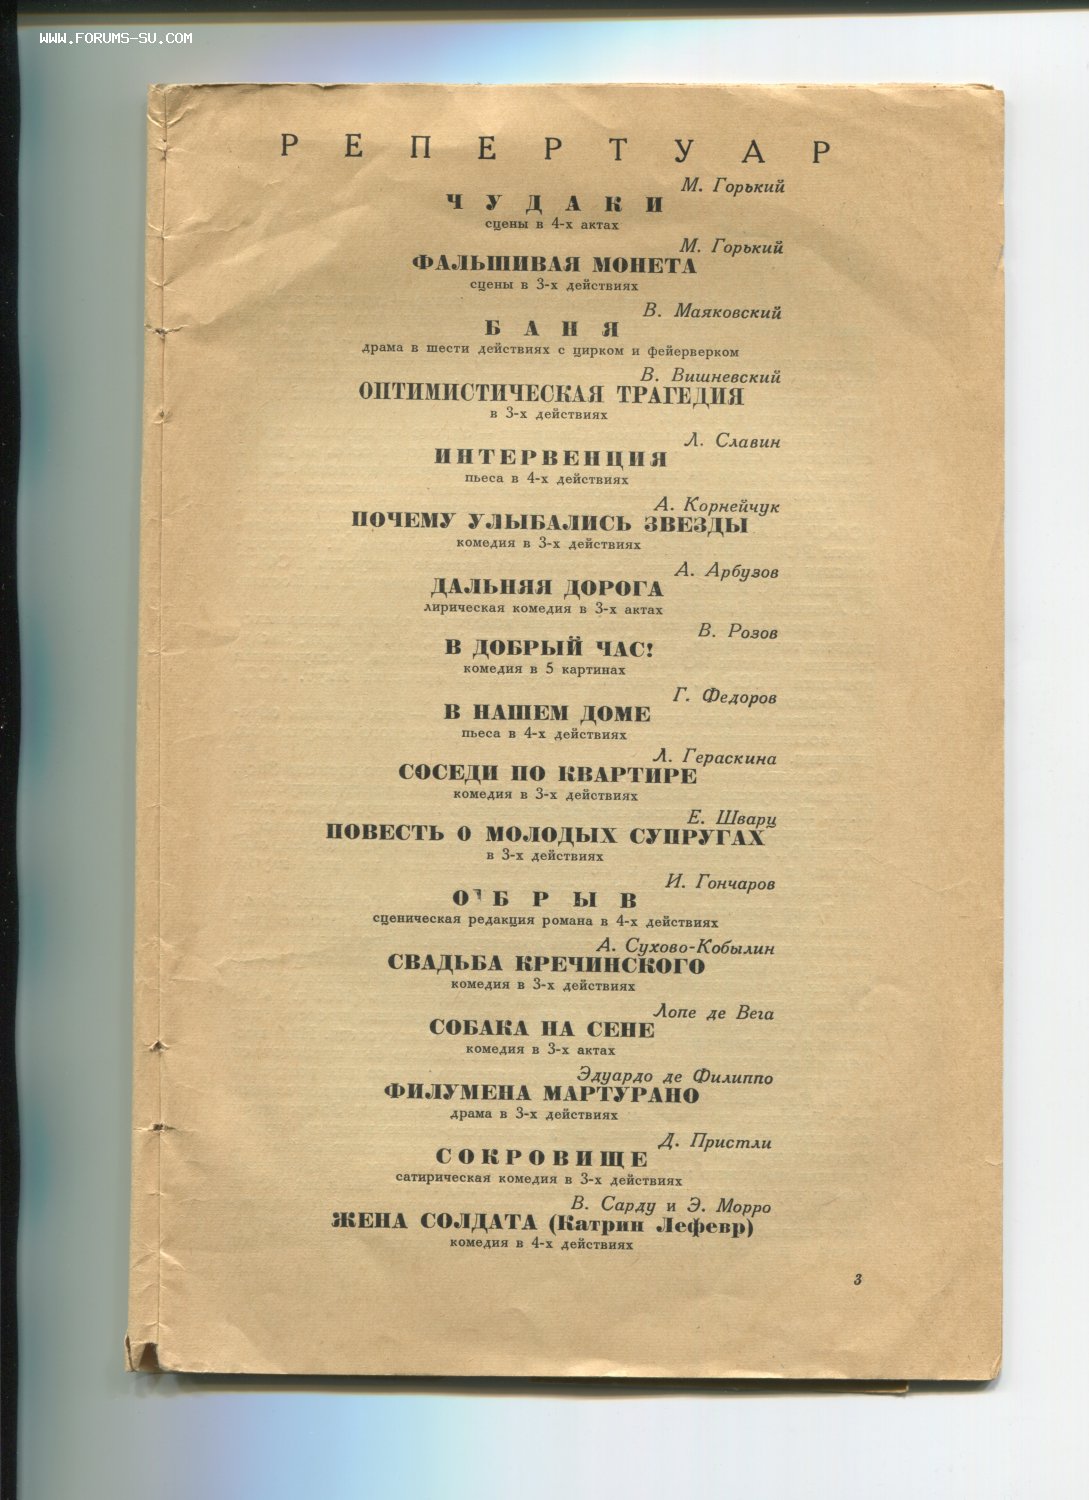 WWW.FORUMS-SU.COM
РЕПЕРТУАР
М. Горький
ЧУДАКИ
сцены в 4-х актах
М. Горький
ФАЛЬШИВАЯ МОНЕТА
сцены в 3-х действиях
В. Маяковский
БАНЯ
драма в шести действиях с цирком и фейерверком
В. Вишневский
ОПТИМИСТИЧЕСКАЯ ТРАГЕДИЯ
в 3-х действиях
Л. Славин
ИНТЕРВЕНЦИЯ
пьеса в 4-х действиях
А. Корнейчук
ПОЧЕМУ УЛЫБАЛИСЬ ЗВЕЗДЫ
комедия в 3-х действиях
А. Арбузов
ДАЛЬНЯЯ ДОРОГА
лирическая комедия в 3-х актах
В. Розов
В ДОБРЫЙ ЧАС!
комедия в 5 картинах
Г. Федоров
В НАШЕМ ДОМЕ
пьеса в 4-х действиях
Л. Гераскина
СОСЕДИ ПО КВАРТИРЕ
комедия в 3-х действиях
Е. Шварц
ПОВЕСТЬ О МОЛОДЫХ СУПРУГАХ
в 3-х действиях
И. Гончаров
ОБРЫВ
сценическая редакция романа в 4-х действиях
А. Сухово-Кобылин
СВАДЬБА КРЕЧИНСКОГО
комедия в 3-х действиях
Лопе де Вега
СОБАКА НА СЕНЕ
комедия в 3-х актах
Эдуардо де Филиппо
ФИЛУМЕНА МАРТУРАНО
драма в 3-х действиях
Д. Пристли
СОКРОВИЩЕ
сатирическая комедия в 3-х действиях
В. Сарду и Э. Морро
ЖЕНА СОЛДАТА (Катрин Лефевр)
комедия в 4-х действиях
3